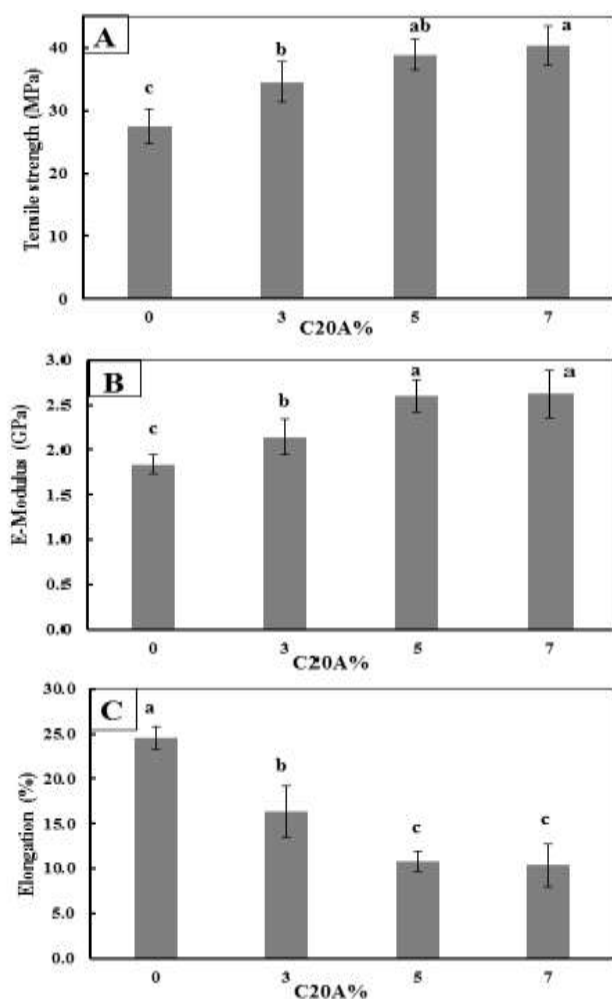 A
Tensile strength (MPa)
40
30
20
10
0
c
b
ab
a
0 3 5 7
C20A%
B
E-Modulus (GPa)
3.0
2.5
2.0
1.5
1.0
0.5
0.0
c
b
a
a
0 3 5 7
C20A%
C
Elongation (%)
30.0
25.0
20.0
15.0
10.0
5.0
0.0
a
b
c
c
0 3 5 7
C20A%